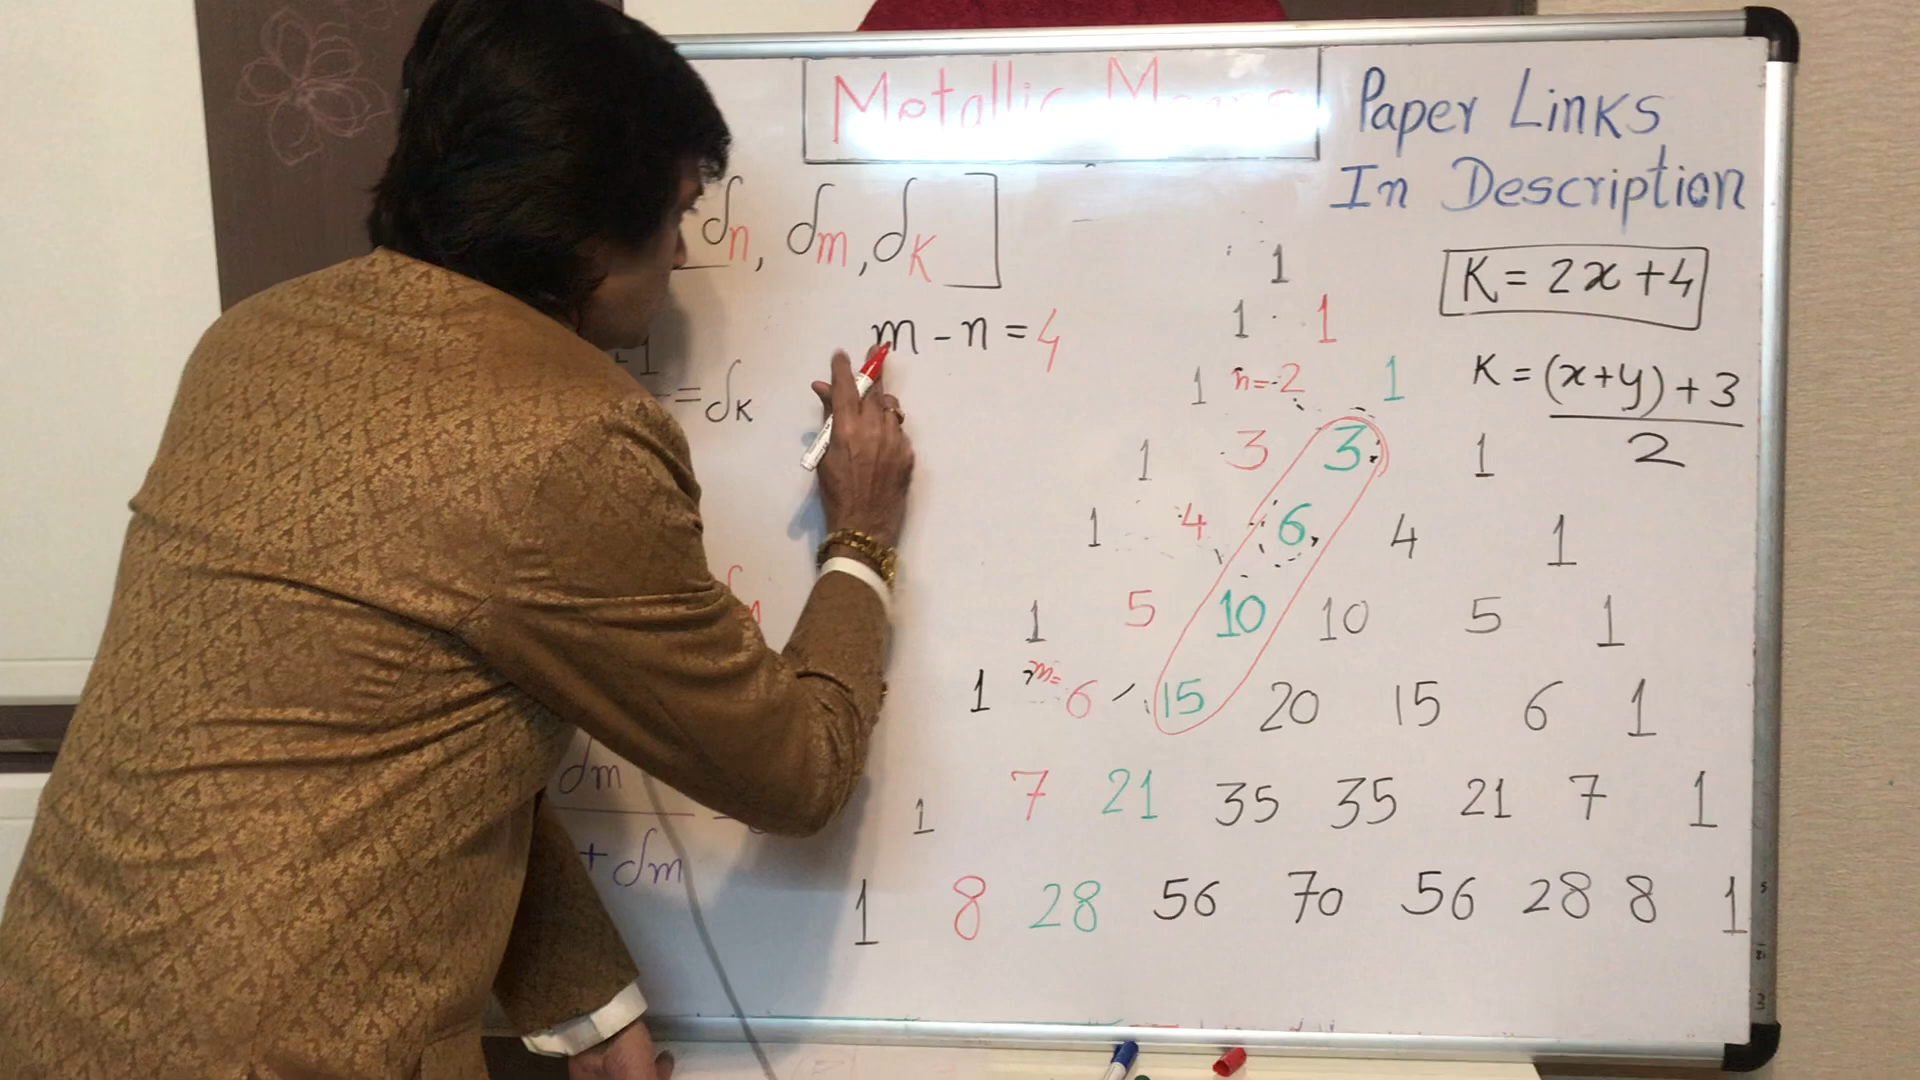 Metallic Means
Paper Links
In Description
δn, δm, δK ]
K = 2x+4
m - n = 4
K = (x+y)+3
2
= δK
1
1 1
1 n= 2 1
1 3 3 1
1 4 6 4 1
1 5 10 10 5 1
1 m= 6 15 20 15 6 1
1 7 21 35 35 21 7 1
1 8 28 56 70 56 28 8 1
δm
+ δm